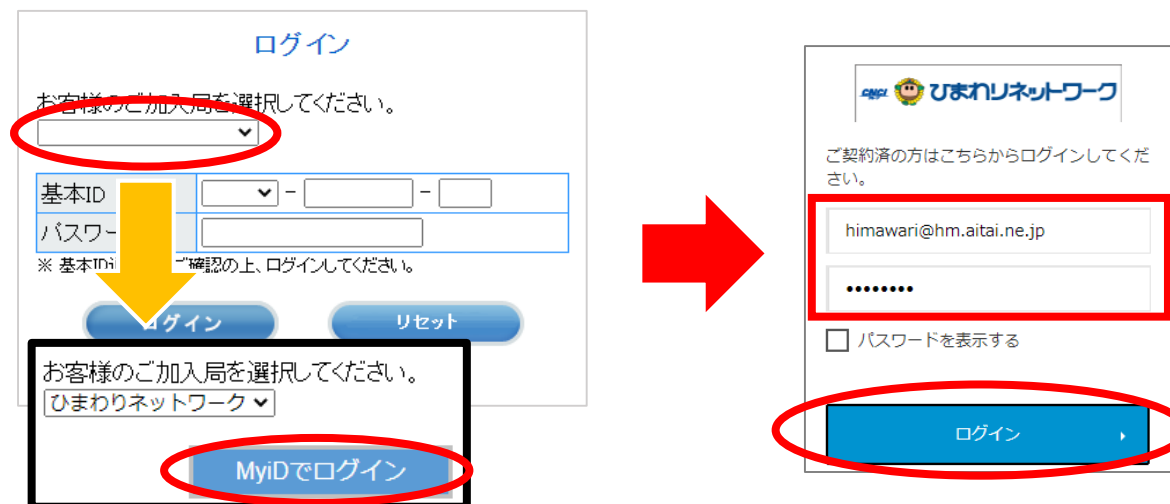 ログイン
お客様のご加入局を選択してください。
基本ID
- -
パスワー
※ 基本ID ご確認の上、ログインしてください。
ログイン
リセット
お客様のご加入局を選択してください。
ひまわりネットワーク
MyiDでログイン
ひまわりネットワーク
ご契約済の方はこちらからログインしてくだ
さい。
himawari@hm.aitai.ne.jp
••••••••
パスワードを表示する
ログイン